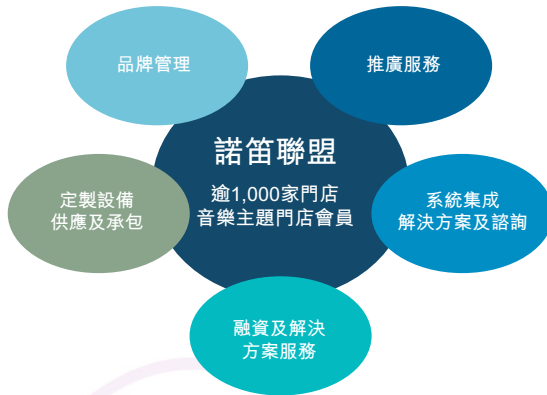 品牌管理
推廣服務
諾笛聯盟
逾1,000家門店
音樂主題門店會員
定製設備
供應及承包
系統集成
解決方案及諮詢
融資及解決
方案服務